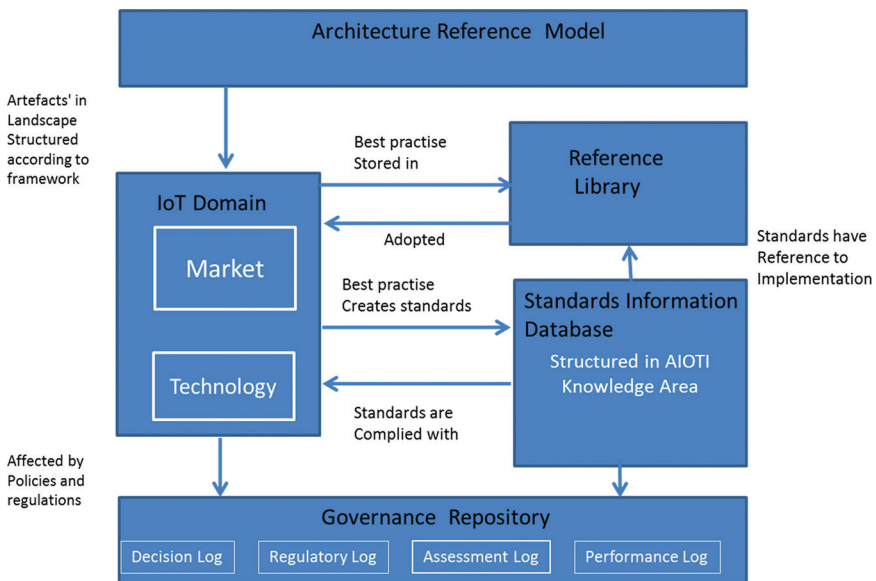 Architecture Reference Model
Artefacts' in
Landscape
Structured
according to
framework
Best practise
Stored in
Reference
Library
IoT Domain
Adopted
Market
Standards have
Reference to
Implementation
Best practise
Creates standards
Standards Information
Database
Structured in AIOTI
Knowledge Area
Technology
Standards are
Complied with
Affected by
Policies and
regulations
Governance Repository
Decision Log
Regulatory Log
Assessment Log
Performance Log